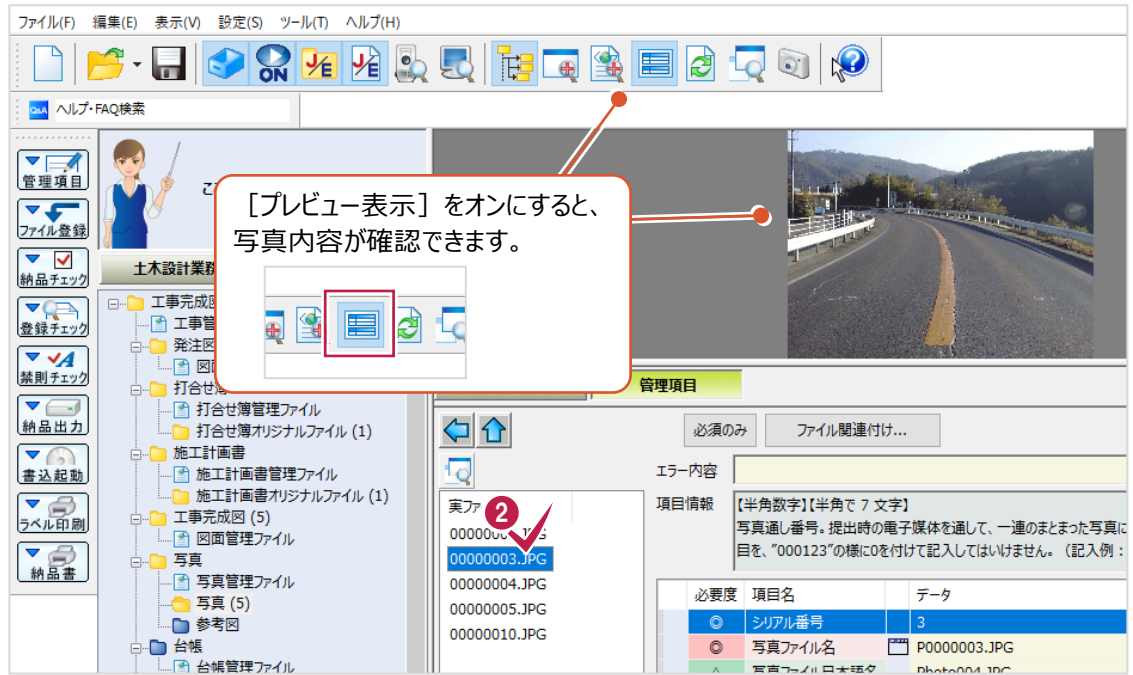 ファイル(F) 編集(E) 表示(V) 設定(S) ツール(T) ヘルプ(H)
ON J/E J/E
Q&A ヘルプ・FAQ検索
管理項目
ファイル登録
納品チェック
登録チェック
禁則チェック
納品出力
書込起動
ラベル印刷
納品書
[プレビュー表示] をオンにすると、
写真内容が確認できます。
土木設計業務
工事完成図
工事管
発注図
図面
打合せ簿
打合せ簿管理ファイル
打合せ簿オリジナルファイル (1)
施工計画書
施工計画書管理ファイル
施工計画書オリジナルファイル (1)
工事完成図 (5)
図面管理ファイル
写真
写真管理ファイル
写真 (5)
参考図
台帳
台帳管理ファイル
管理項目
必須のみ ファイル関連付け...
エラー内容
項目情報 【半角数字】【半角で 7 文字】
写真通し番号。提出時の電子媒体を通して、一連のまとまった写真に
目を、"000123"の様に0を付けて記入してはいけません。 (記入例：
実ファ
2
00000003.JPG
00000004.JPG
00000005.JPG
00000010.JPG
必要度 項目名 データ
◎ シリアル番号 3
◎ 写真ファイル名 P0000003.JPG
△ 写真ファイル日本語名 Photo004.JPG